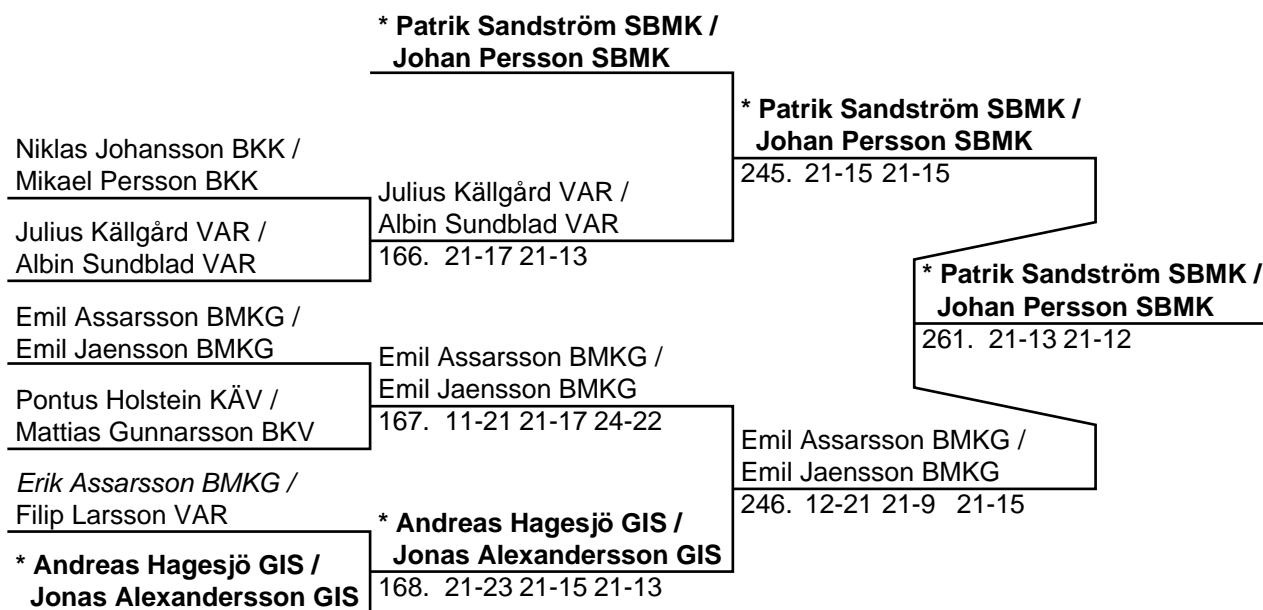 * Patrik Sandström SBMK /
Johan Persson SBMK
* Patrik Sandström SBMK /
Johan Persson SBMK
245. 21-15 21-15
Niklas Johansson BKK /
Mikael Persson BKK
Julius Källgård VAR /
Albin Sundblad VAR
166. 21-17 21-13
Julius Källgård VAR /
Albin Sundblad VAR
* Patrik Sandström SBMK /
Johan Persson SBMK
261. 21-13 21-12
Emil Assarsson BMKG /
Emil Jaensson BMKG
Emil Assarsson BMKG /
Emil Jaensson BMKG
167. 11-21 21-17 24-22
Pontus Holstein KÄV /
Mattias Gunnarsson BKV
Emil Assarsson BMKG /
Emil Jaensson BMKG
246. 12-21 21-9 21-15
Erik Assarsson BMKG /
Filip Larsson VAR
* Andreas Hagesjö GIS /
Jonas Alexandersson GIS
168. 21-23 21-15 21-13
* Andreas Hagesjö GIS /
Jonas Alexandersson GIS